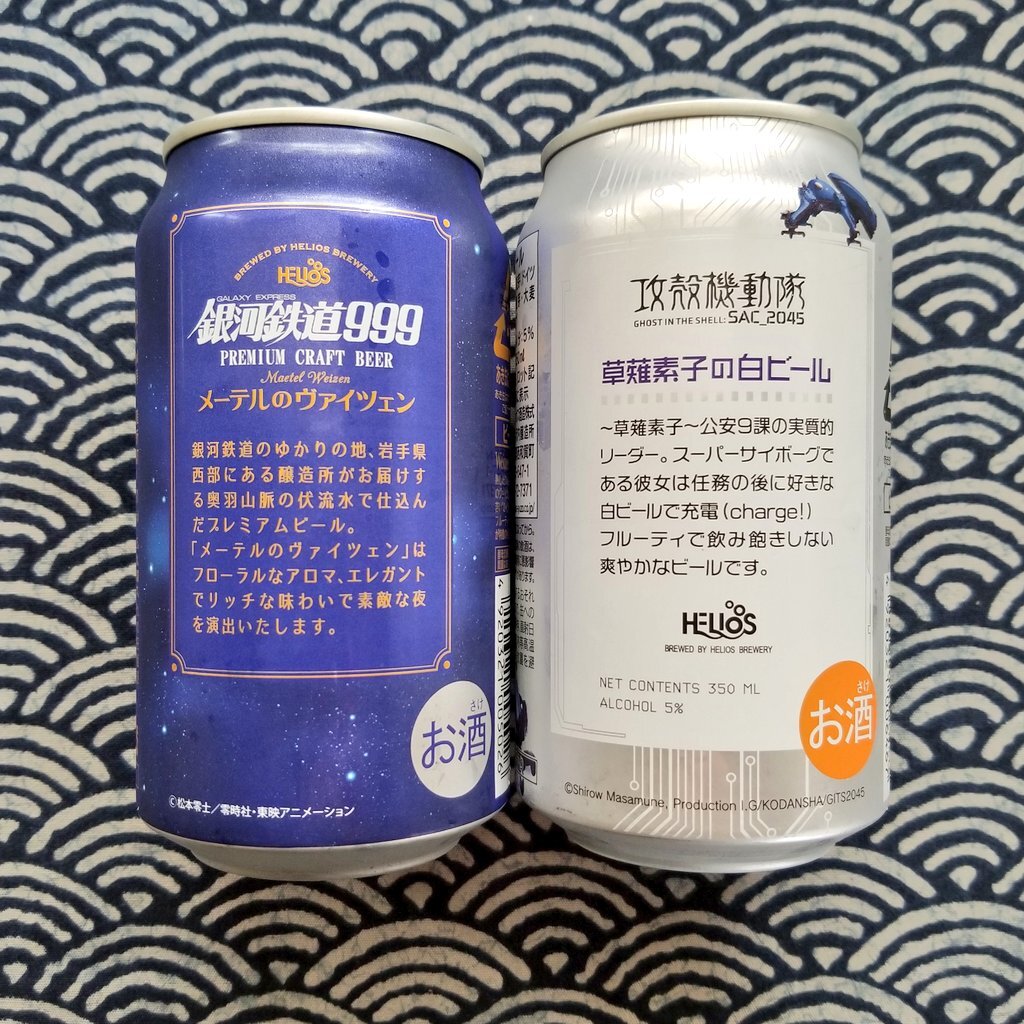 BREWED BY HELIOS BREWERY
HELIOS
GALAXY EXPRESS
銀河鉄道999
PREMIUM CRAFT BEER
Maetel Weizen
メーテルのヴァイツェン
銀河鉄道のゆかりの地、岩手県
西部にある醸造所がお届けす
る奥羽山脈の伏流水で仕込ん
だプレミアムビール。
「メーテルのヴァイツェン」は
フローラルなアロマ、エレガント
でリッチな味わいで素敵な夜
を演出いたします。
さけ
お酒
©松本零士/零時社・東映アニメーション
攻殻機動隊
GHOST IN THE SHELL: SAC_2045
草薙素子の白ビール
～草薙素子～公安9課の実質的
リーダー。スーパーサイボーグで
ある彼女は任務の後に好きな
白ビールで充電(charge!)
フルーティで飲み飽きしない
爽やかなビールです。
HELIOS
BREWED BY HELIOS BREWERY
NET CONTENTS 350 ML
ALCOHOL 5%
さけ
お酒
©Shirow Masamune, Production I.G/KODANSHA/GITS2045